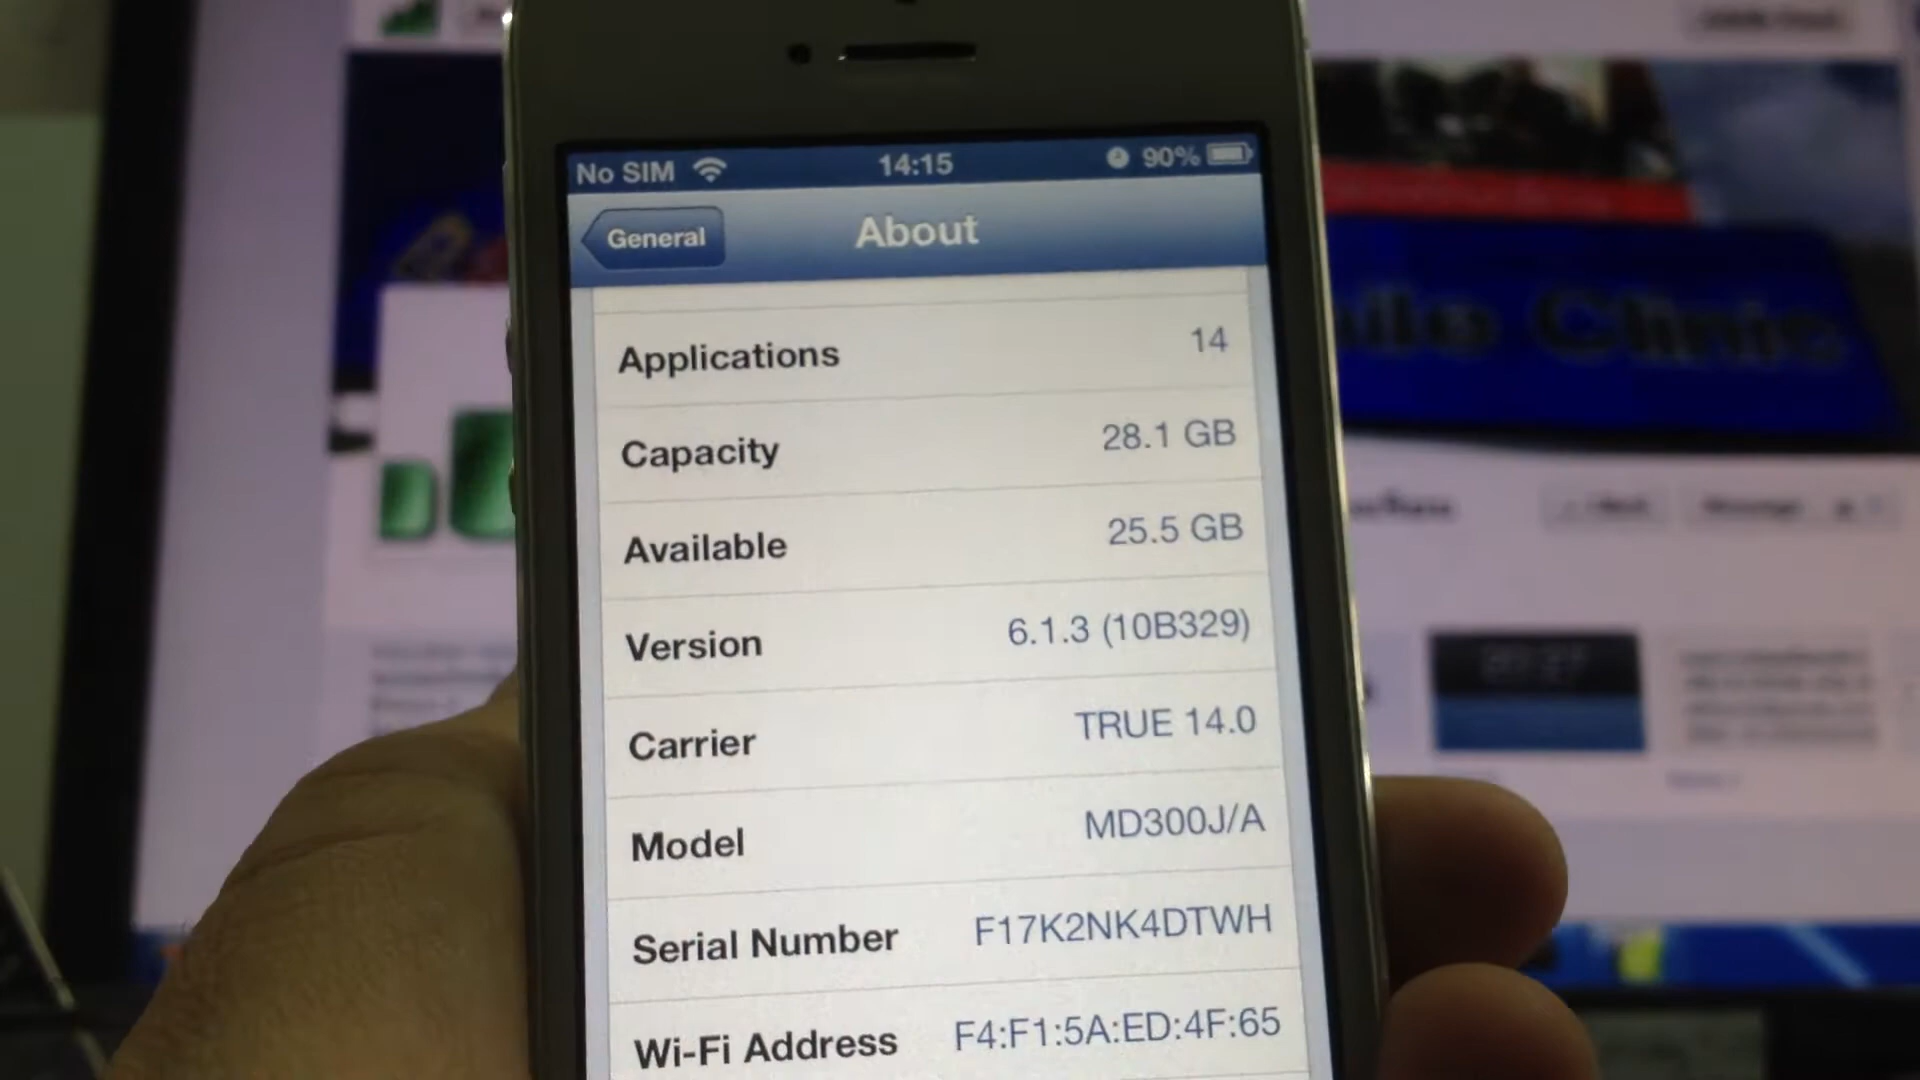 No SIM 14:15 90%
General About
Applications 14
Capacity 28.1 GB
Available 25.5 GB
Version 6.1.3 (10B329)
Carrier TRUE 14.0
Model MD300J/A
Serial Number F17K2NK4DTWH
Wi-Fi Address F4:F1:5A:ED:4F:65
Clinic